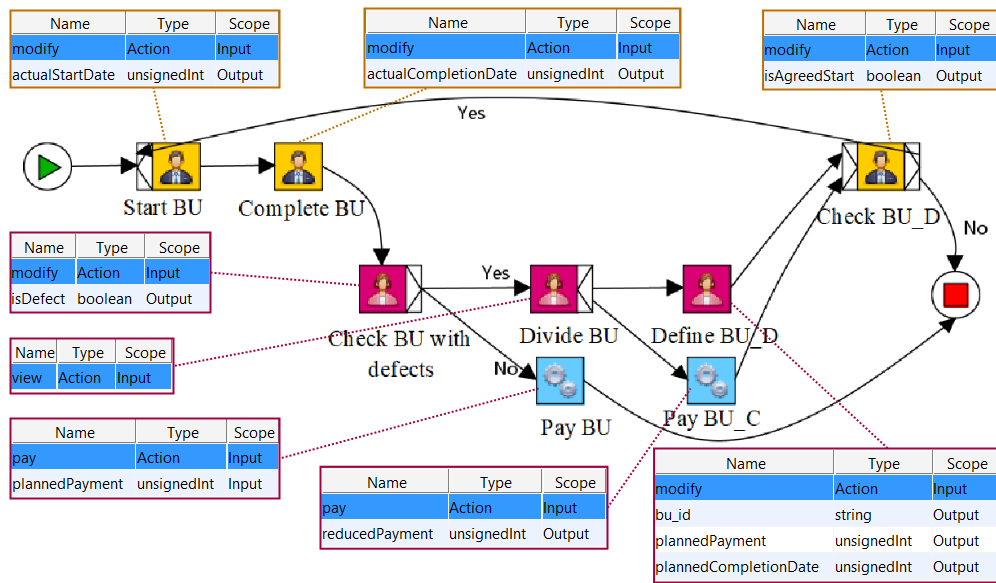 Name Type Scope
modify Action Input
actualStartDate unsignedInt Output
Name Type Scope
modify Action Input
actualCompletionDate unsignedInt Output
Name Type Scope
modify Action Input
isAgreedStart boolean Output
Yes
Start BU
Complete BU
Check BU_D
No
Name Type Scope
modify Action Input
isDefect boolean Output
Yes
Check BU with
defects
Divide BU
Define BU_D
Name Type Scope
view Action Input
No
Pay BU
Pay BU_C
Name Type Scope
pay Action Input
plannedPayment unsignedInt Input
Name Type Scope
pay Action Input
reducedPayment unsignedInt Output
Name Type Scope
modify Action Input
bu_id string Output
plannedPayment unsignedInt Output
plannedCompletionDate unsignedInt Output